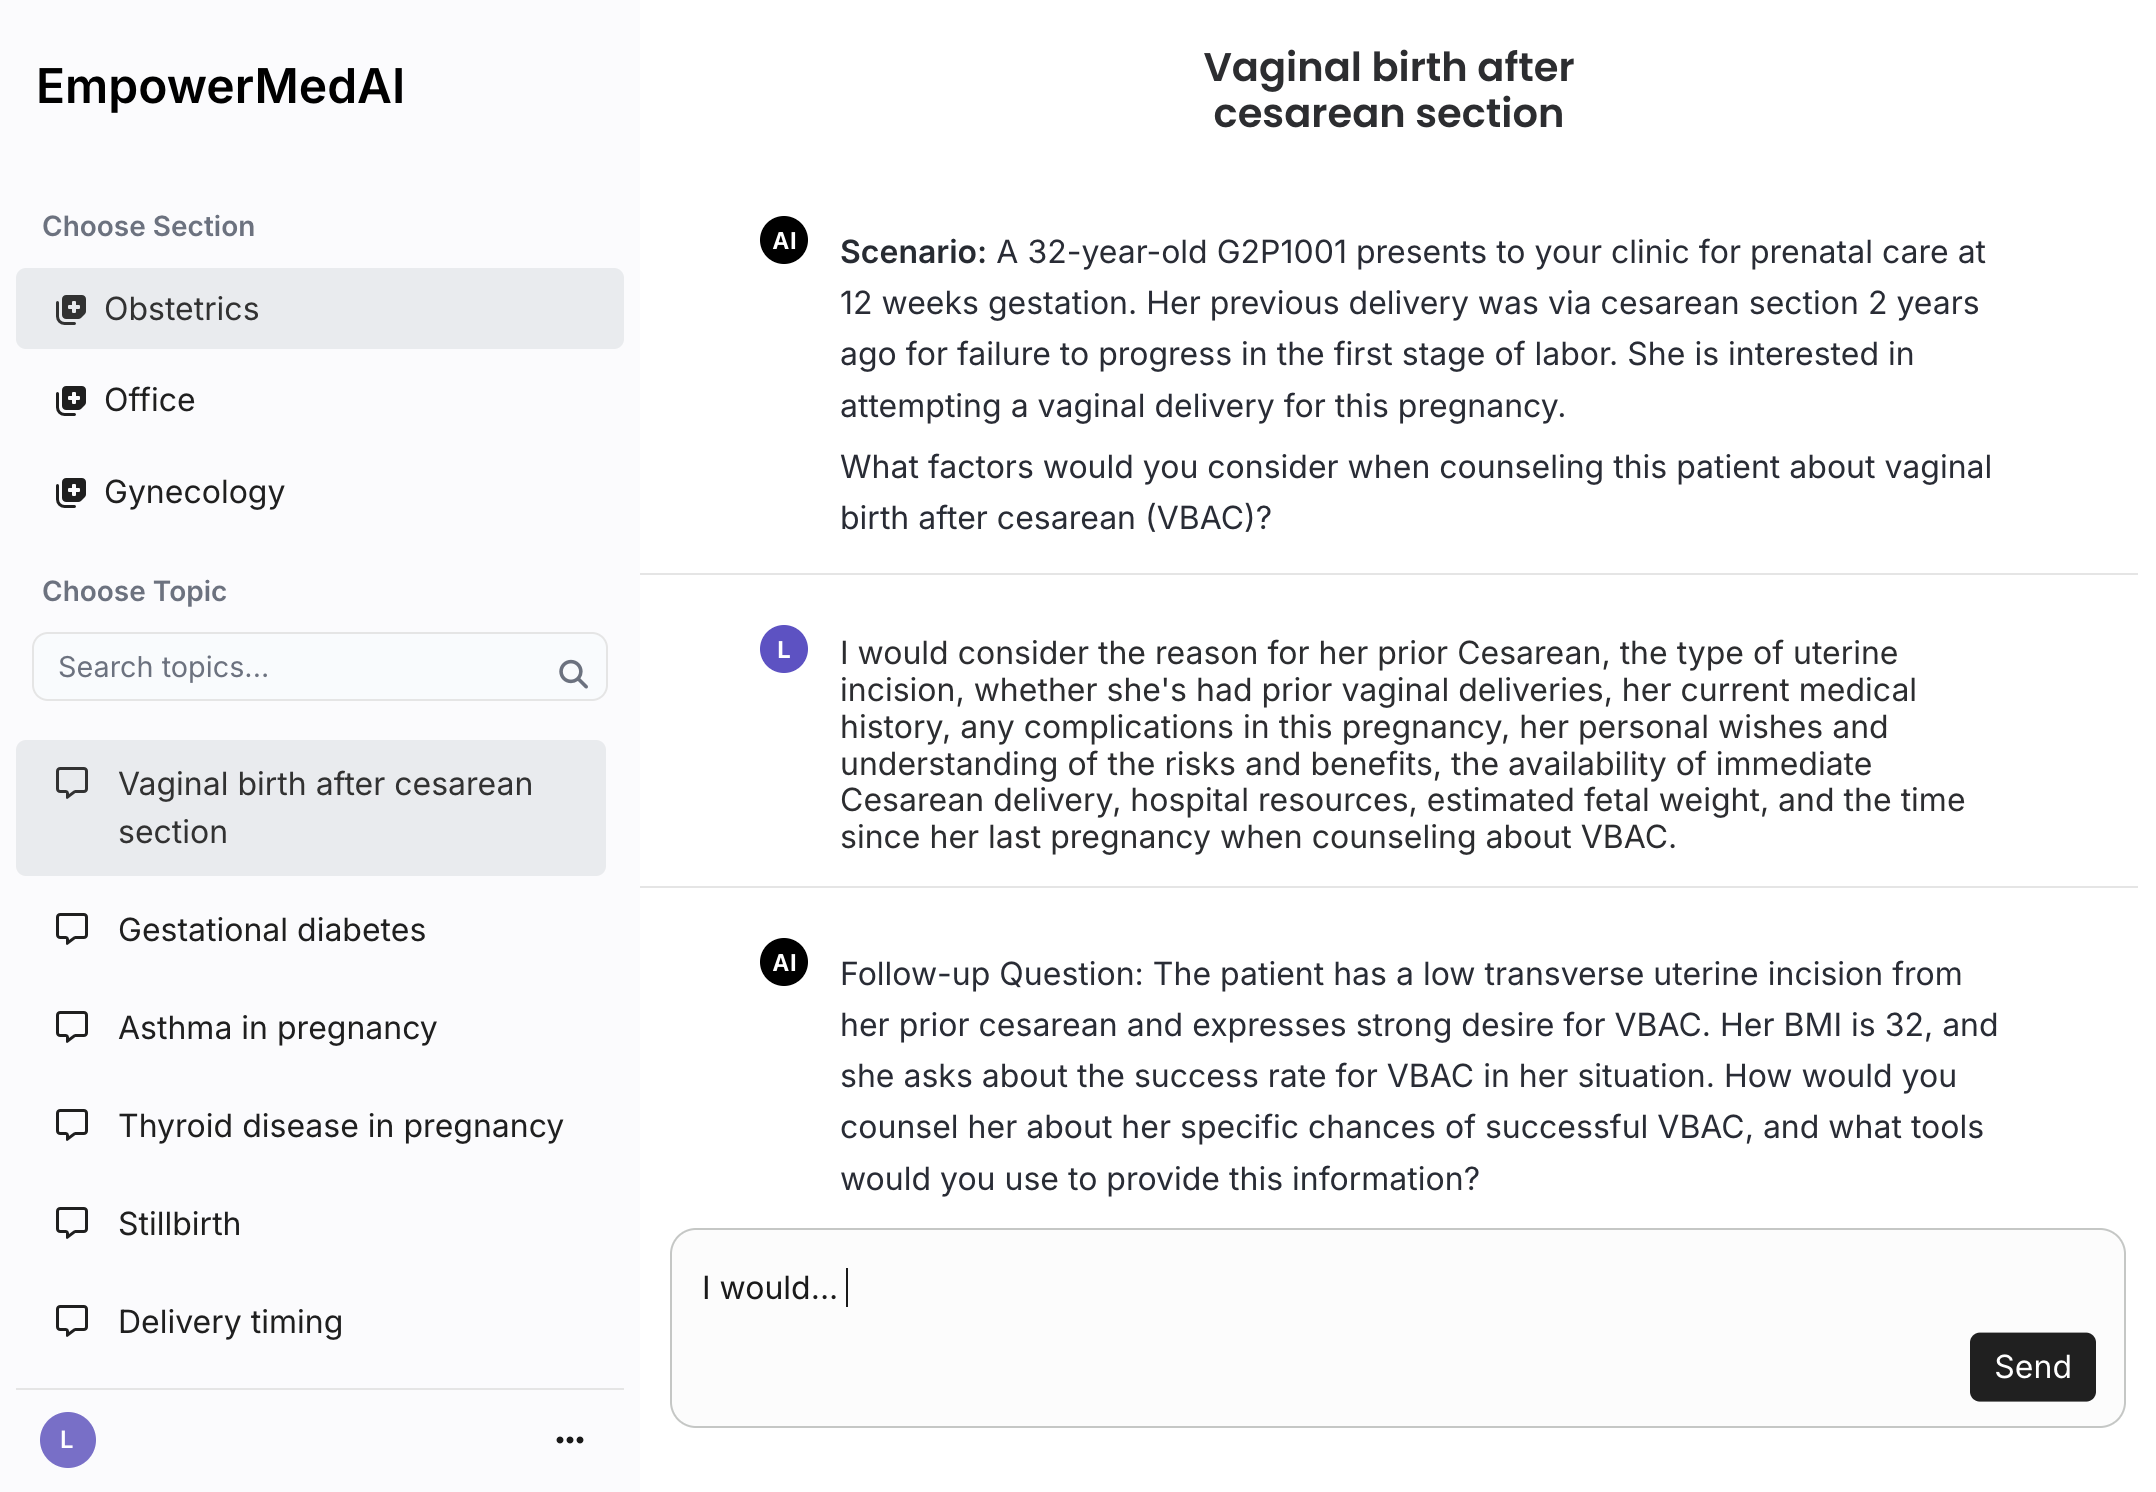 EmpowerMedAI
Choose Section
Obstetrics
Office
Gynecology
Choose Topic
Search topics...
Vaginal birth after cesarean
section
Gestational diabetes
Asthma in pregnancy
Thyroid disease in pregnancy
Stillbirth
Delivery timing
L
Vaginal birth after
cesarean section
AI
Scenario: A 32-year-old G2P1001 presents to your clinic for prenatal care at
12 weeks gestation. Her previous delivery was via cesarean section 2 years
ago for failure to progress in the first stage of labor. She is interested in
attempting a vaginal delivery for this pregnancy.
What factors would you consider when counseling this patient about vaginal
birth after cesarean (VBAC)?
L
I would consider the reason for her prior Cesarean, the type of uterine
incision, whether she's had prior vaginal deliveries, her current medical
history, any complications in this pregnancy, her personal wishes and
understanding of the risks and benefits, the availability of immediate
Cesarean delivery, hospital resources, estimated fetal weight, and the time
since her last pregnancy when counseling about VBAC.
AI
Follow-up Question: The patient has a low transverse uterine incision from
her prior cesarean and expresses strong desire for VBAC. Her BMI is 32, and
she asks about the success rate for VBAC in her situation. How would you
counsel her about her specific chances of successful VBAC, and what tools
would you use to provide this information?
I would...
Send